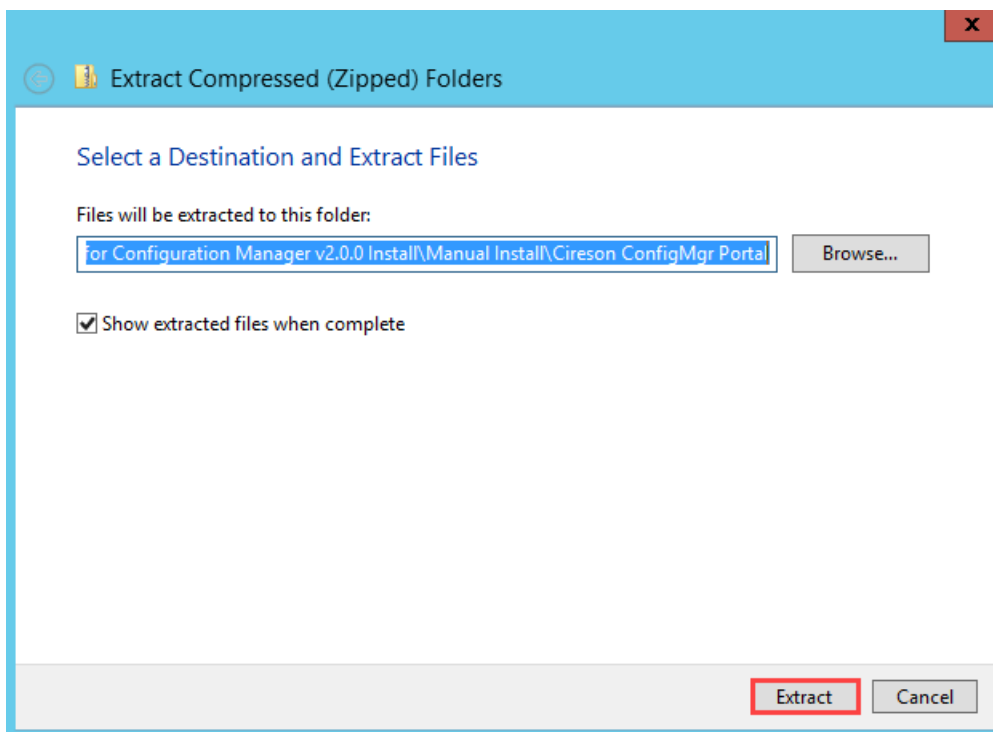 x
Extract Compressed (Zipped) Folders
Select a Destination and Extract Files
Files will be extracted to this folder:
for Configuration Manager v2.0.0 Install\Manual Install\Cireson ConfigMgr Portal
Browse...
Show extracted files when complete
Extract
Cancel